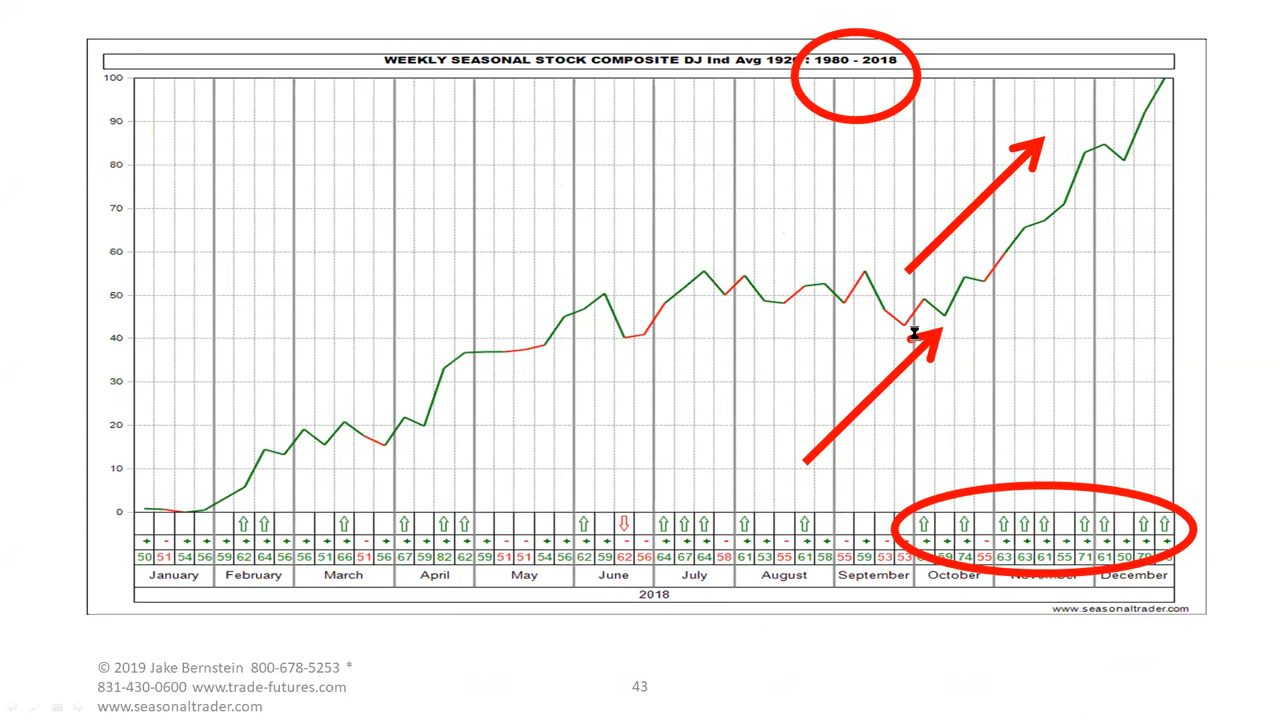 WEEKLY SEASONAL STOCK COMPOSITE DJ Ind Avg : 1980 - 2018
100
90
80
70
60
50
40
30
20
10
0
+ - + + + + + + + + + - + + + + + + - - + + + + - - + + + - + + - + + - + - - + + + - + + + + + + + + +
50 51 54 56 59 62 64 56 56 56 66 51 56 67 59 82 62 59 51 51 54 56 62 59 62 56 64 67 64 58 61 53 55 61 58 55 59 53 53 59 74 55 63 63 61 55 71 61 50
January February March April May June July August September October December
2018
www.seasonaltrader.com
© 2019 Jake Bernstein 800-678-5253 *
831-430-0600 www.trade-futures.com 43
www.seasonaltrader.com